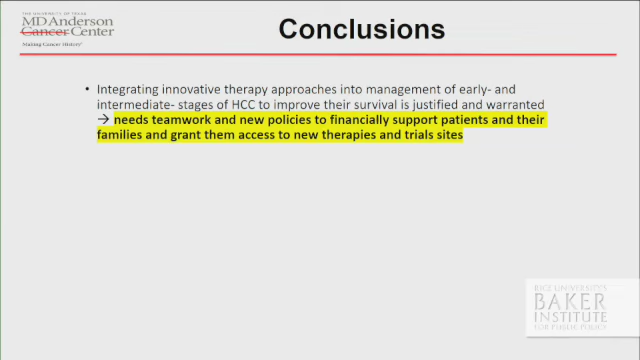 THE UNIVERSITY OF TEXAS
MD Anderson
Cancer Center
Making Cancer History®
Conclusions
• Integrating innovative therapy approaches into management of early- and
intermediate- stages of HCC to improve their survival is justified and warranted
→ needs teamwork and new policies to financially support patients and their
families and grant them access to new therapies and trials sites
RICE UNIVERSITY'S
BAKER
INSTITUTE
FOR PUBLIC POLICY